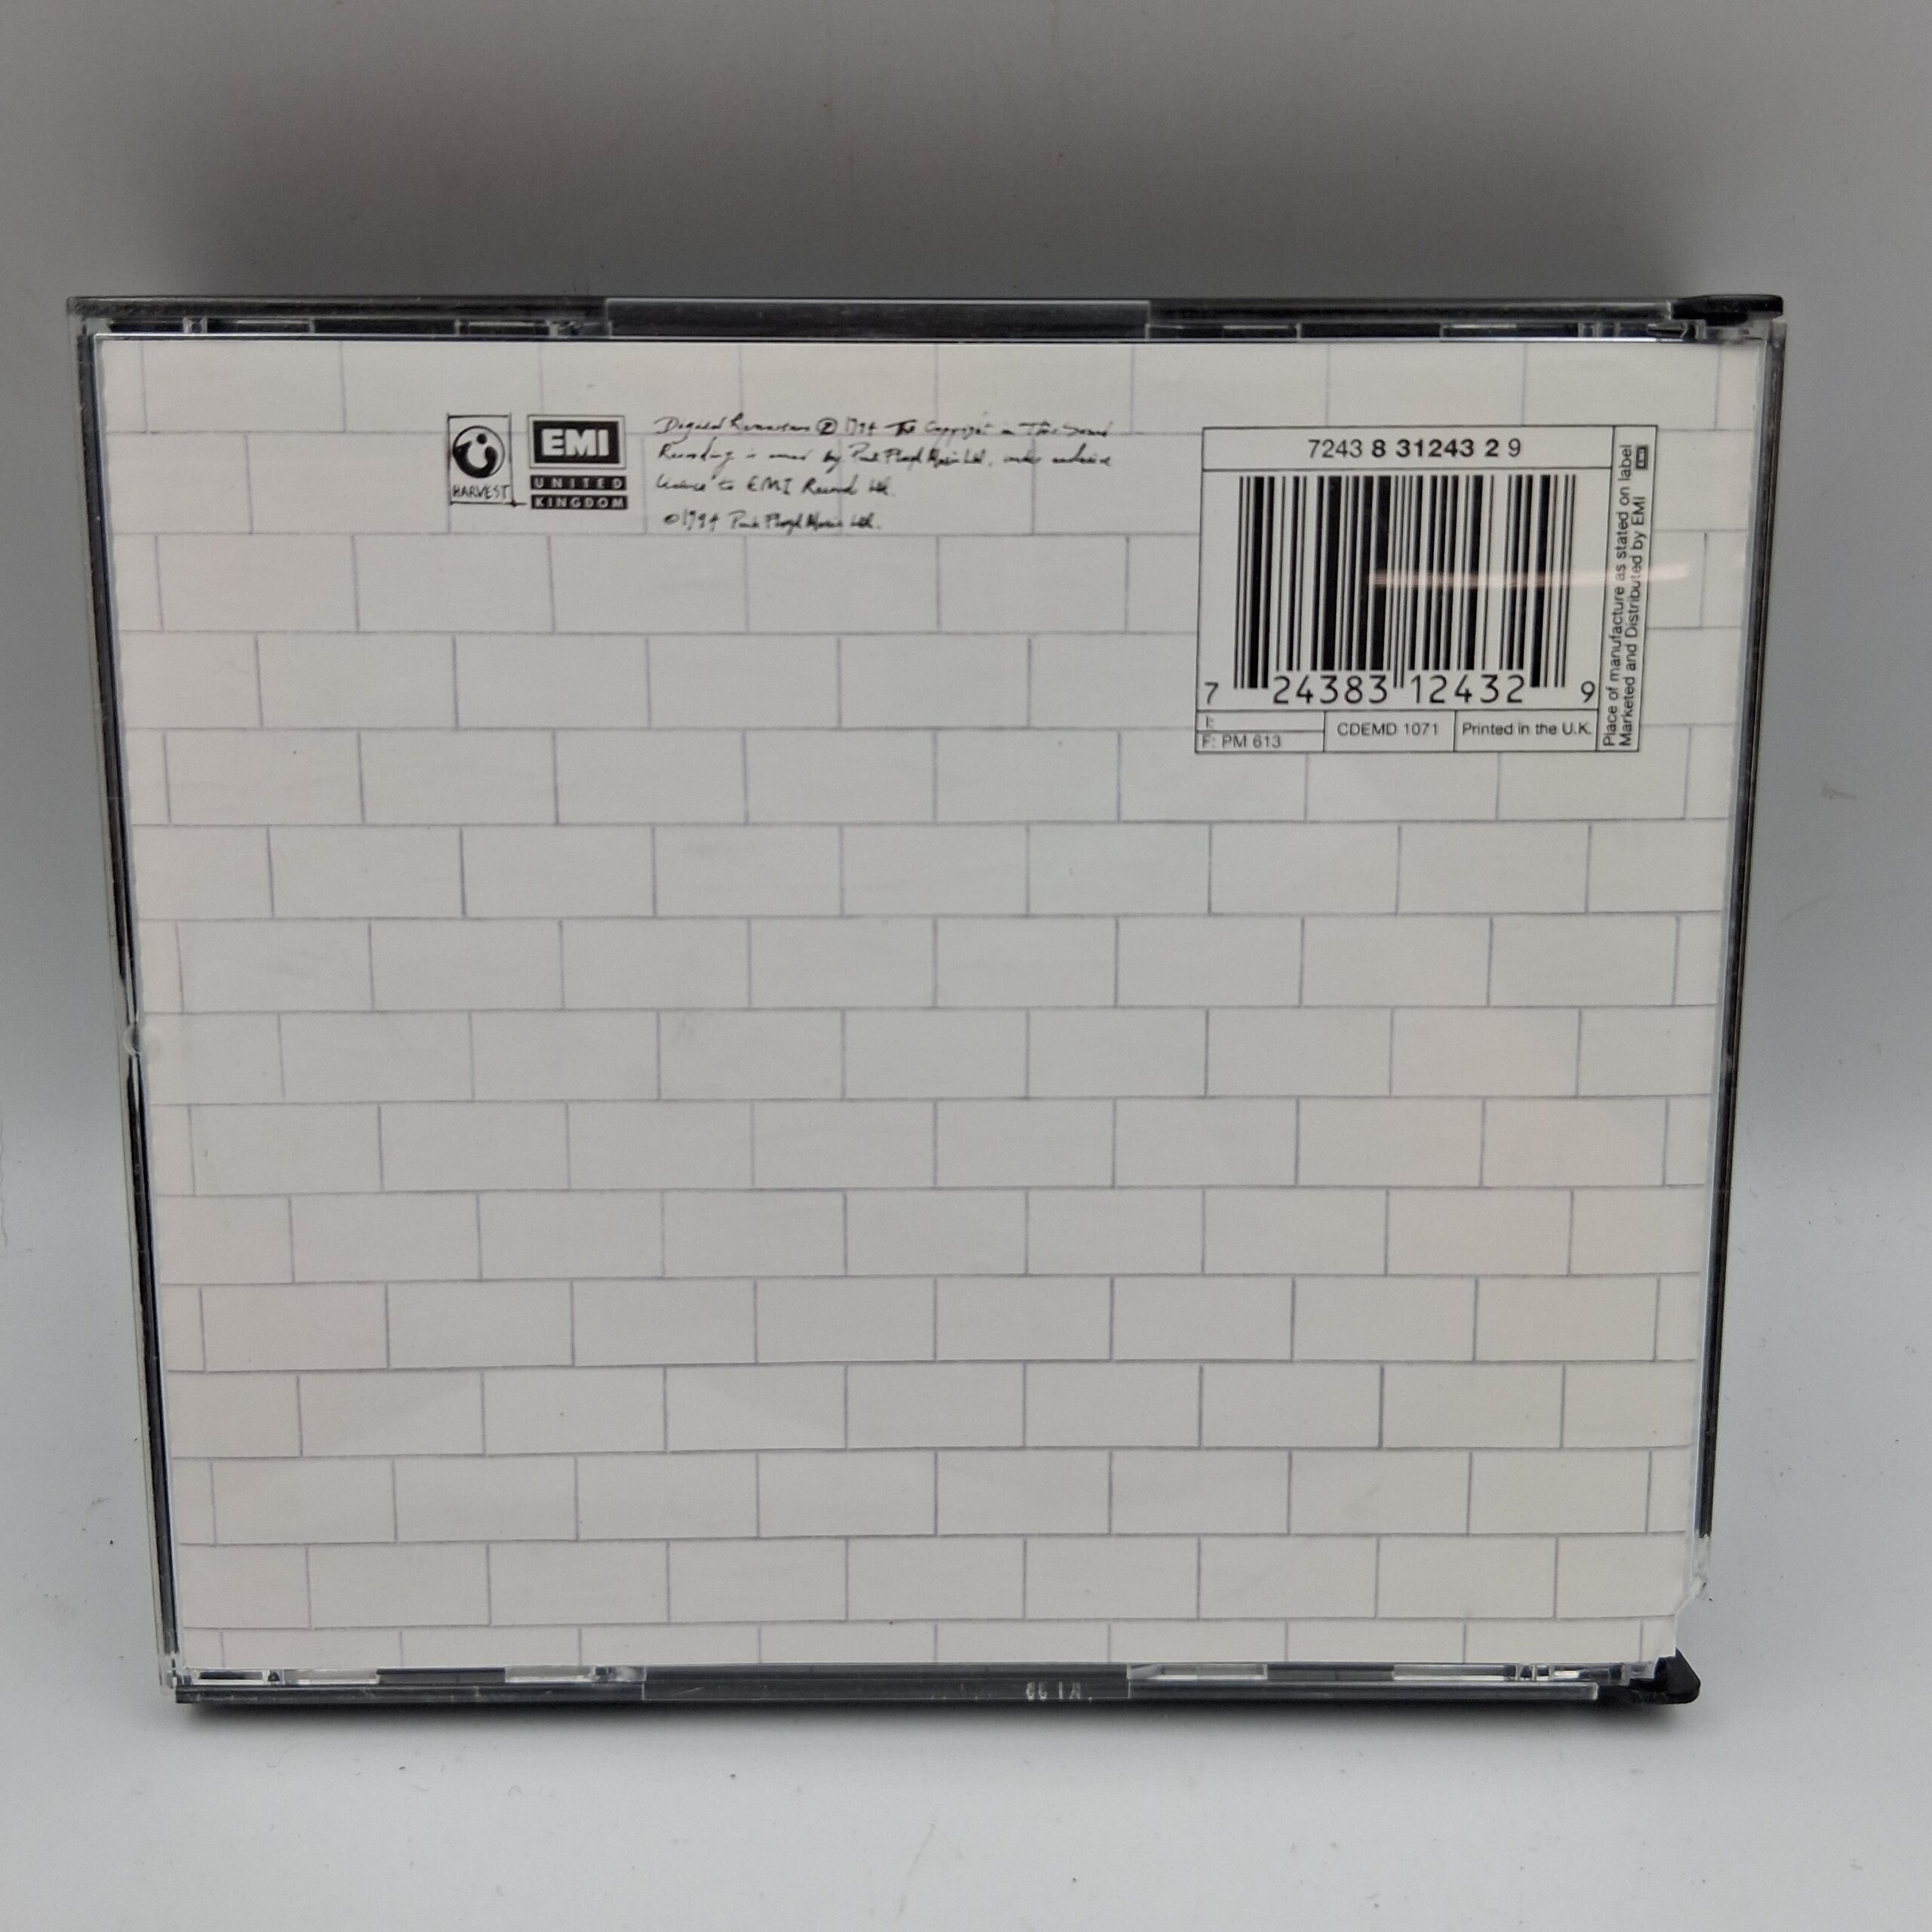 HARVEST
EMI
UNITED
KINGDOM
Digital Remaster ℗ 1994 The Copyright in This Sound
Recording is owned by Pink Floyd Music Ltd. under exclusive
licence to EMI Records Ltd.
©1994 Pink Floyd Music Ltd.
7243 8 31243 2 9
7 24383 12432 9
I:
F: PM 613
CDEMD 1071
Printed in the U.K.
Place of manufacture as stated on label
Marketed and Distributed by EMI
EMI